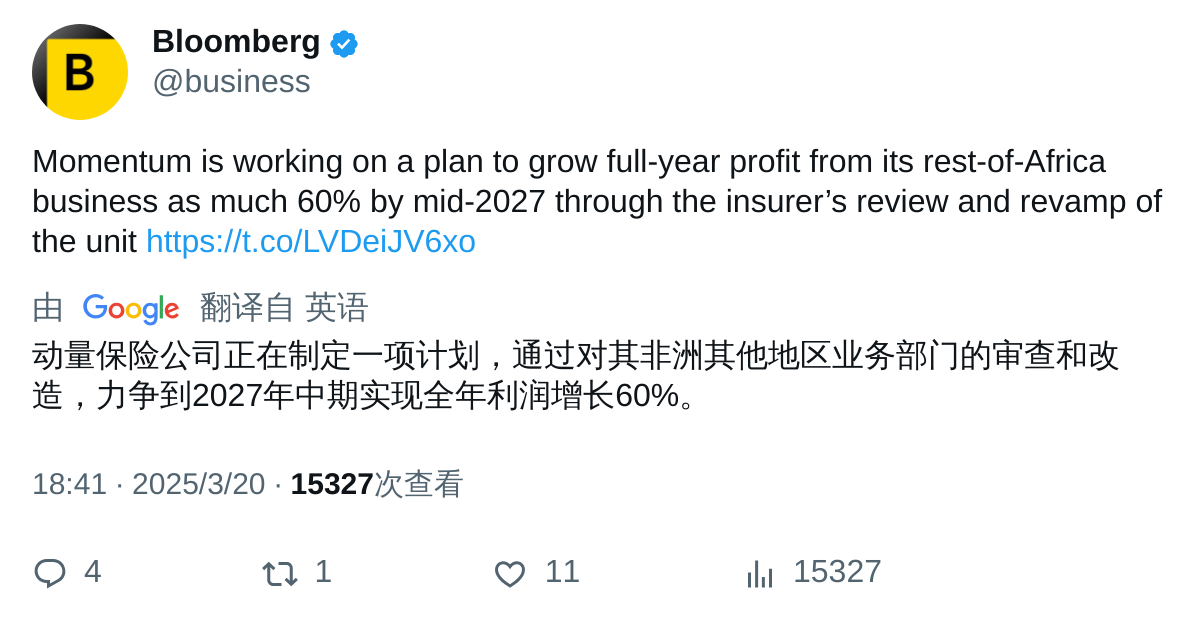 B
Bloomberg
@business
Momentum is working on a plan to grow full-year profit from its rest-of-Africa
business as much 60% by mid-2027 through the insurer’s review and revamp of
the unit https://t.co/LVDeiJV6xo
由 Google 翻译自 英语
动量保险公司正在制定一项计划，通过对其非洲其他地区业务部门的审查和改
造，力争到2027年中期实现全年利润增长60%。
18:41 · 2025/3/20 · 15327次查看
4 1 11 15327